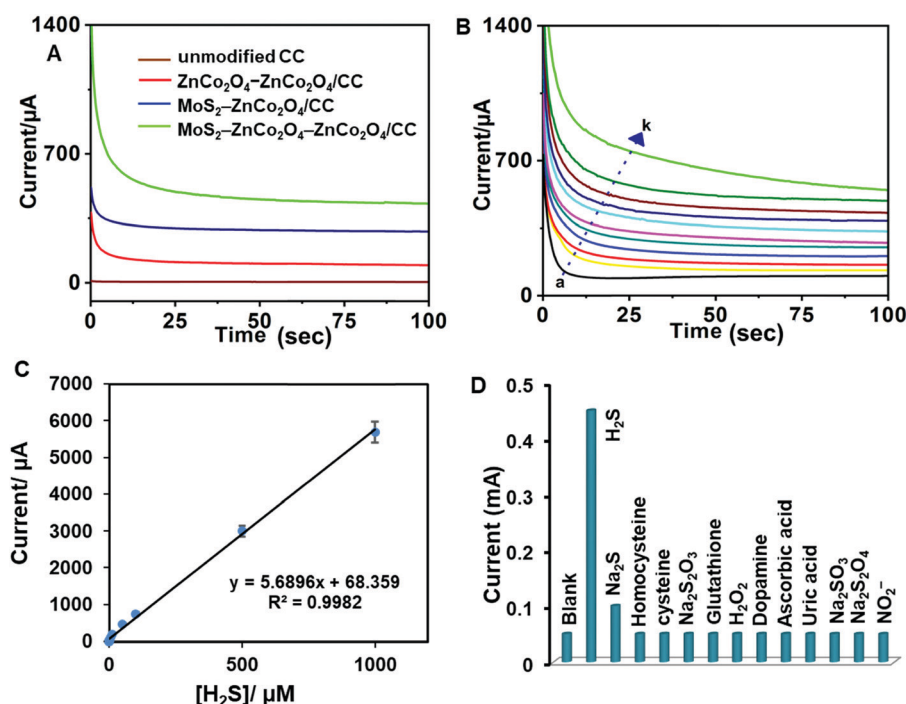 A
1400
700
0
Current/µA
unmodified CC
ZnCo₂O₄–ZnCo₂O₄/CC
MoS₂–ZnCo₂O₄/CC
MoS₂–ZnCo₂O₄–ZnCo₂O₄/CC
0 25 50 75 100
Time (sec)
B
1400
700
0
Current/µA
k
a
0 25 50 75 100
Time (sec)
C
7000
6000
5000
4000
3000
2000
1000
0
Current/ µA
y = 5.6896x + 68.359
R² = 0.9982
0 500 1000
[H₂S]/ µM
D
0.5
0.4
0.3
0.2
0.1
0
Current (mA)
Blank
H₂S
Na₂S
Homocysteine
cysteine
Na₂S₂O₃
Glutathione
H₂O₂
Dopamine
Ascorbic acid
Uric acid
Na₂SO₃
Na₂S₂O₄
NO₂⁻